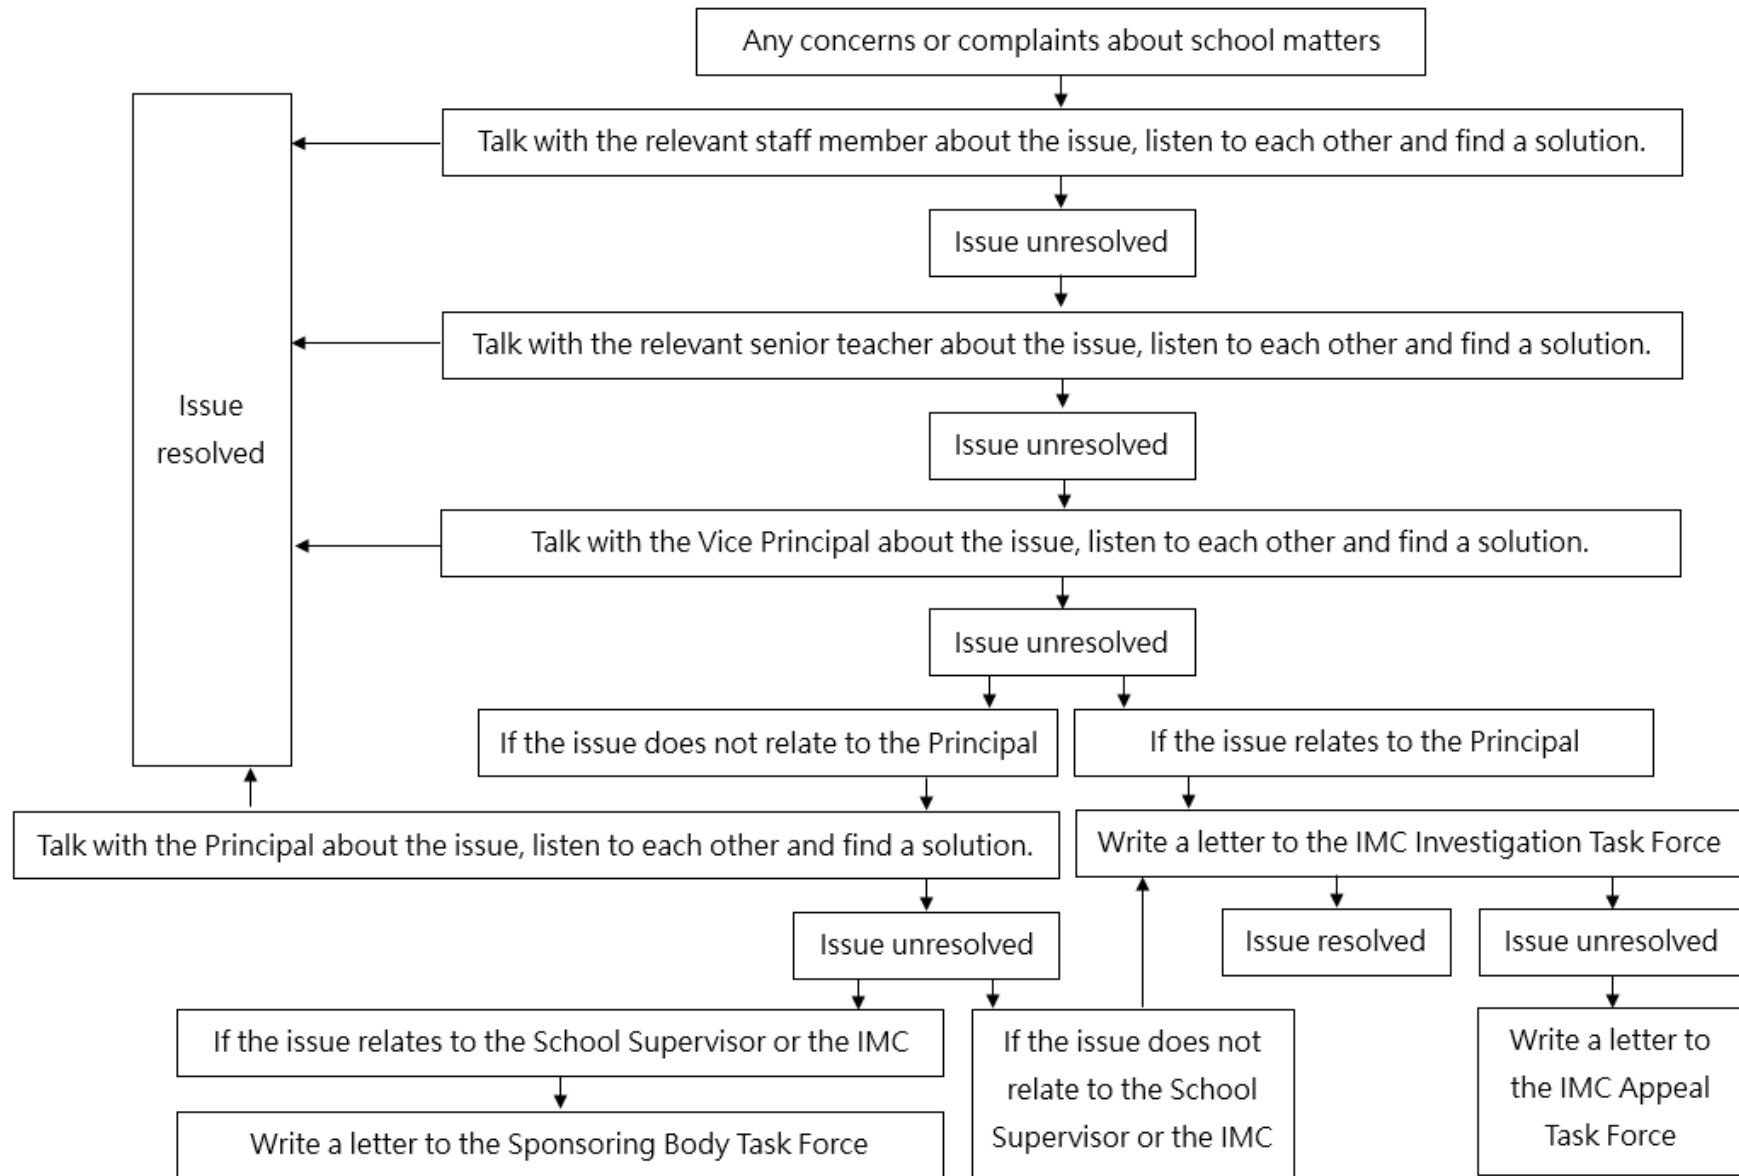 Any concerns or complaints about school matters
Talk with the relevant staff member about the issue, listen to each other and find a solution.
Issue unresolved
Talk with the relevant senior teacher about the issue, listen to each other and find a solution.
Issue
resolved
Issue unresolved
Talk with the Vice Principal about the issue, listen to each other and find a solution.
Issue unresolved
If the issue does not relate to the Principal
If the issue relates to the Principal
Talk with the Principal about the issue, listen to each other and find a solution.
Write a letter to the IMC Investigation Task Force
Issue unresolved
Issue resolved
Issue unresolved
If the issue relates to the School Supervisor or the IMC
If the issue does not
relate to the School
Supervisor or the IMC
Write a letter to
the IMC Appeal
Task Force
Write a letter to the Sponsoring Body Task Force